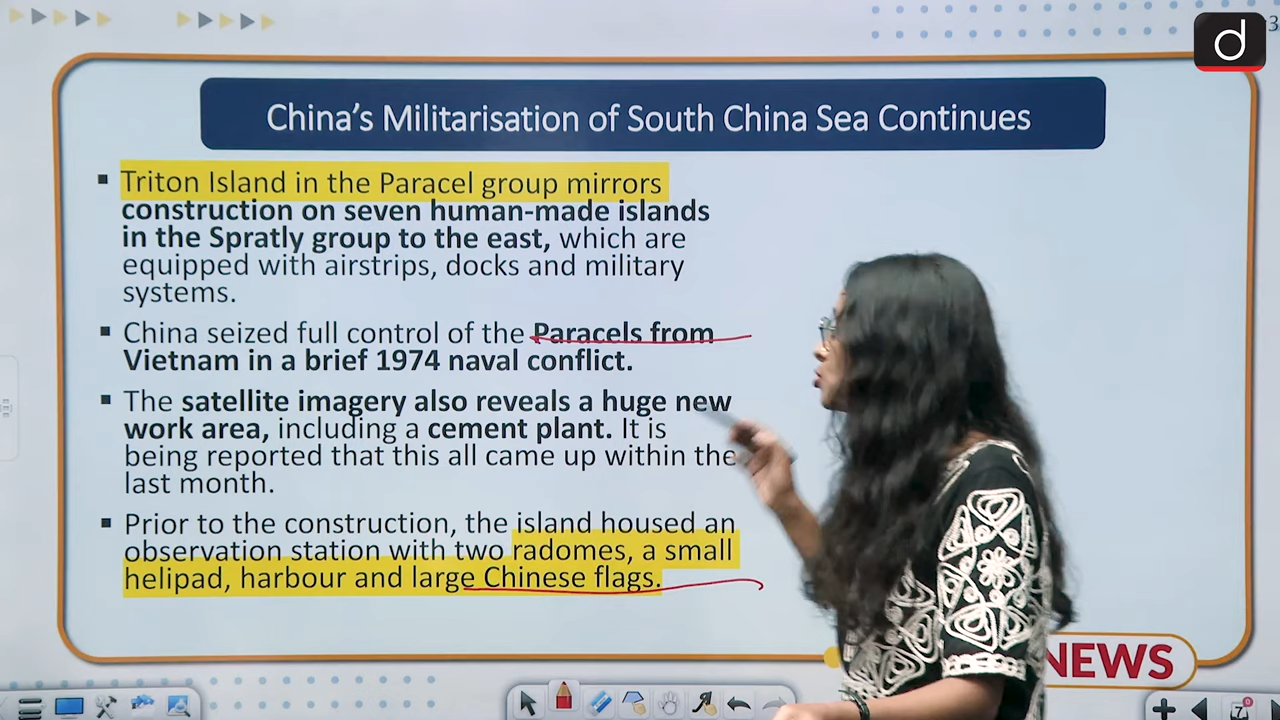 d
China's Militarisation of South China Sea Continues
▪ Triton Island in the Paracel group mirrors
construction on seven human-made islands
in the Spratly group to the east, which are
equipped with airstrips, docks and military
systems.
▪ China seized full control of the Paracels from
Vietnam in a brief 1974 naval conflict.
▪ The satellite imagery also reveals a huge new
work area, including a cement plant. It is
being reported that this all came up within the
last month.
▪ Prior to the construction, the island housed an
observation station with two radomes, a small
helipad, harbour and large Chinese flags.
NEWS
7